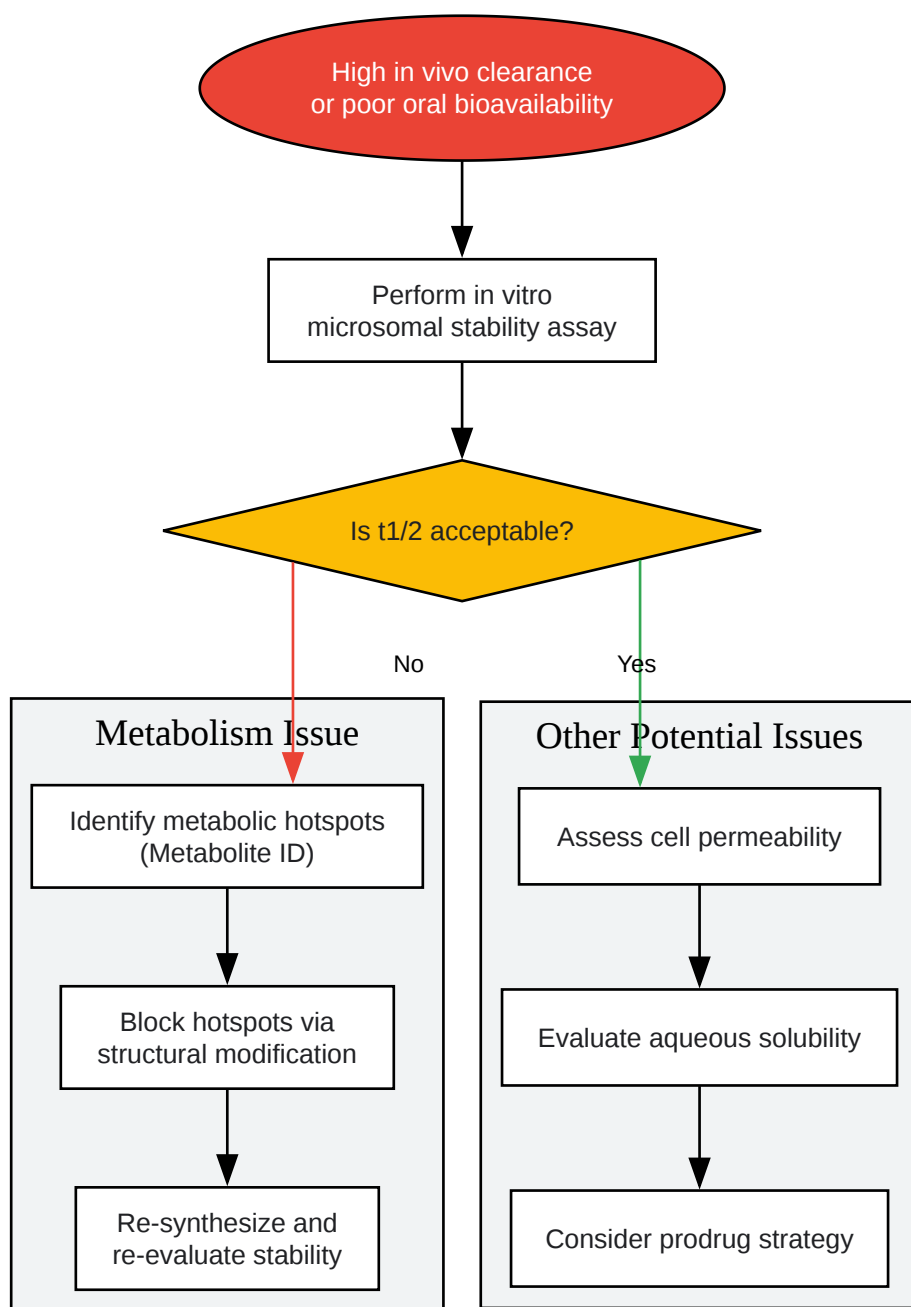 High in vivo clearance
or poor oral bioavailability
Perform in vitro
microsomal stability assay
Is t1/2 acceptable?
No
Yes
Metabolism Issue
Identify metabolic hotspots
(Metabolite ID)
Block hotspots via
structural modification
Re-synthesize and
re-evaluate stability
Other Potential Issues
Assess cell permeability
Evaluate aqueous solubility
Consider prodrug strategy